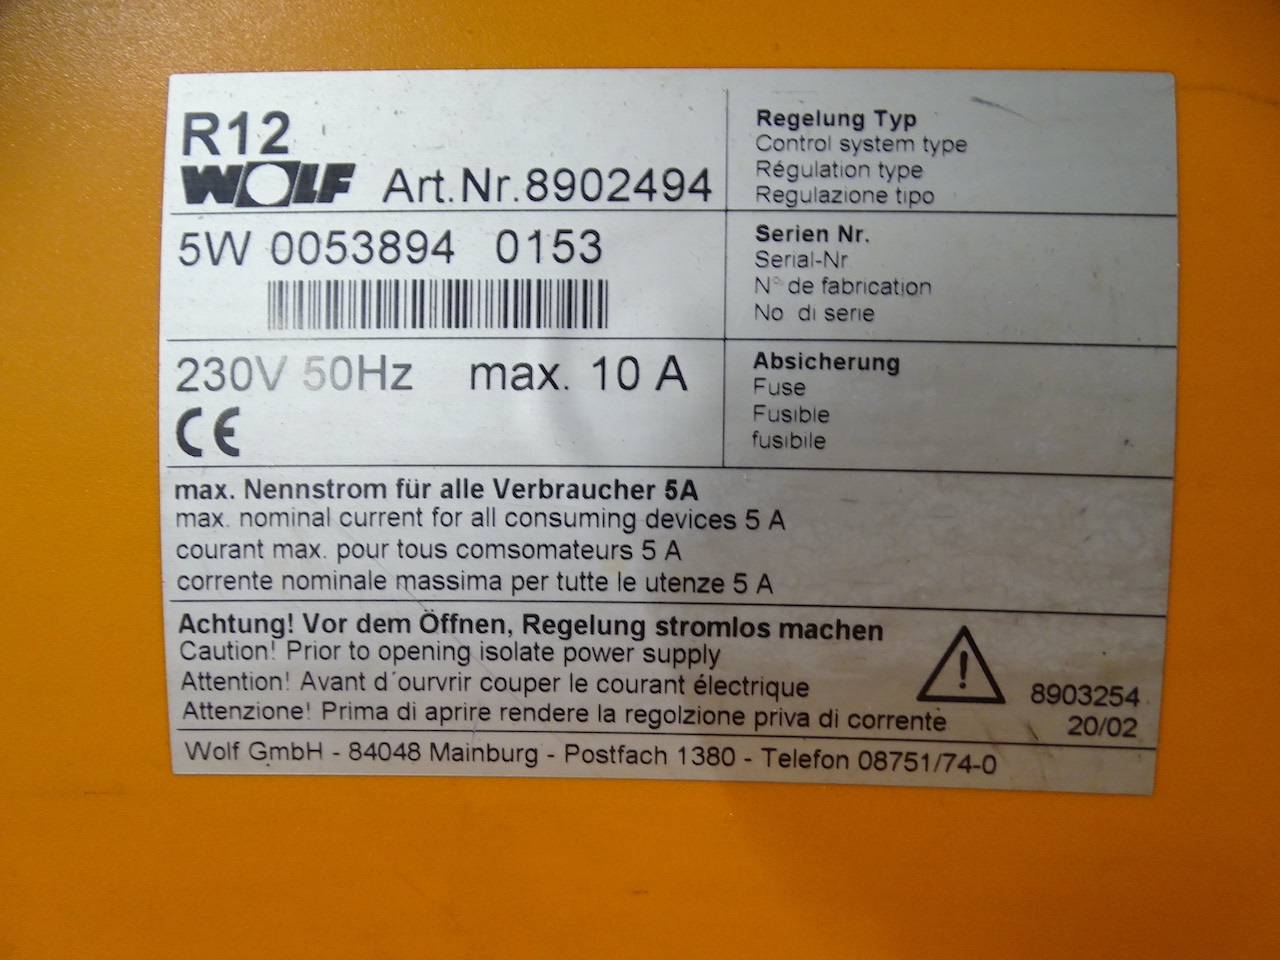 R12
WOLF Art.Nr.8902494
Regelung Typ
Control system type
Régulation type
Regulazione tipo
5W 0053894 0153
Serien Nr.
Serial-Nr
N° de fabrication
No di serie
230V 50Hz max. 10 A
CE
Absicherung
Fuse
Fusible
fusibile
max. Nennstrom für alle Verbraucher 5A
max. nominal current for all consuming devices 5 A
courant max. pour tous comsomateurs 5 A
corrente nominale massima per tutte le utenze 5 A
Achtung! Vor dem Öffnen, Regelung stromlos machen
Caution! Prior to opening isolate power supply
Attention! Avant d´ourvrir couper le courant électrique
Attenzione! Prima di aprire rendere la regolzione priva di corrente
!
8903254
20/02
Wolf GmbH - 84048 Mainburg - Postfach 1380 - Telefon 08751/74-0